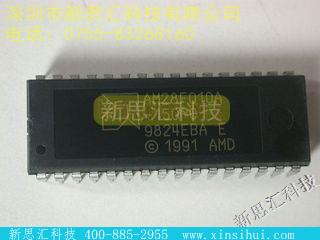 深圳市新思汇科技有限公司
电话：0755-83268760
AM28F010A
新思汇科技
9824EBA E
© 1991 AMD
新思汇科技
新思汇科技 400-885-2955 www.xinsihui.com